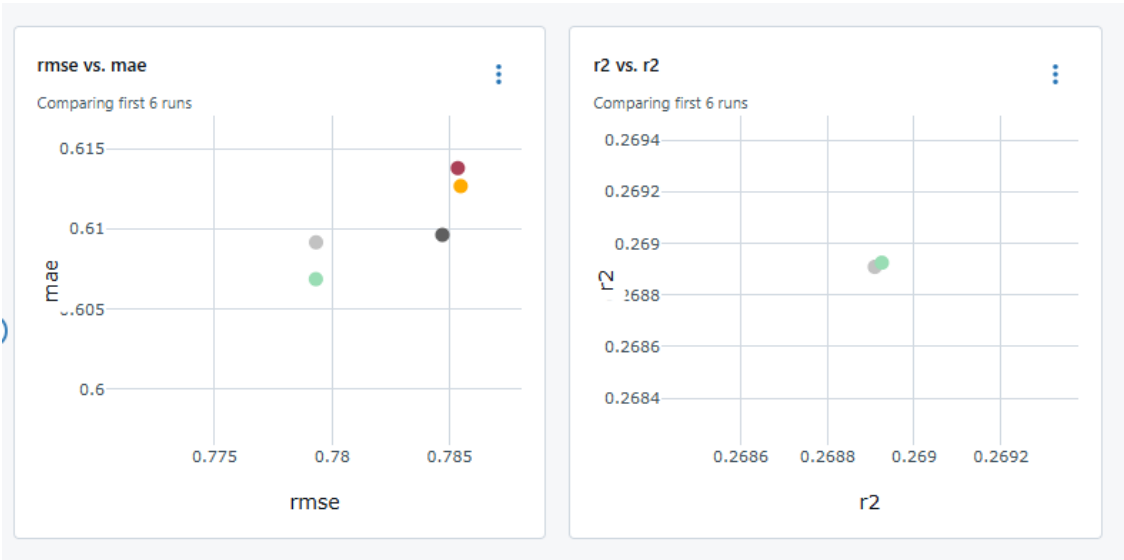 rmse vs. mae
Comparing first 6 runs
0.615
0.61
.605
0.6
mae
0.775 0.78 0.785
rmse
r2 vs. r2
Comparing first 6 runs
0.2694
0.2692
0.269
2688
0.2686
0.2684
r2
0.2686 0.2688 0.269 0.2692
r2